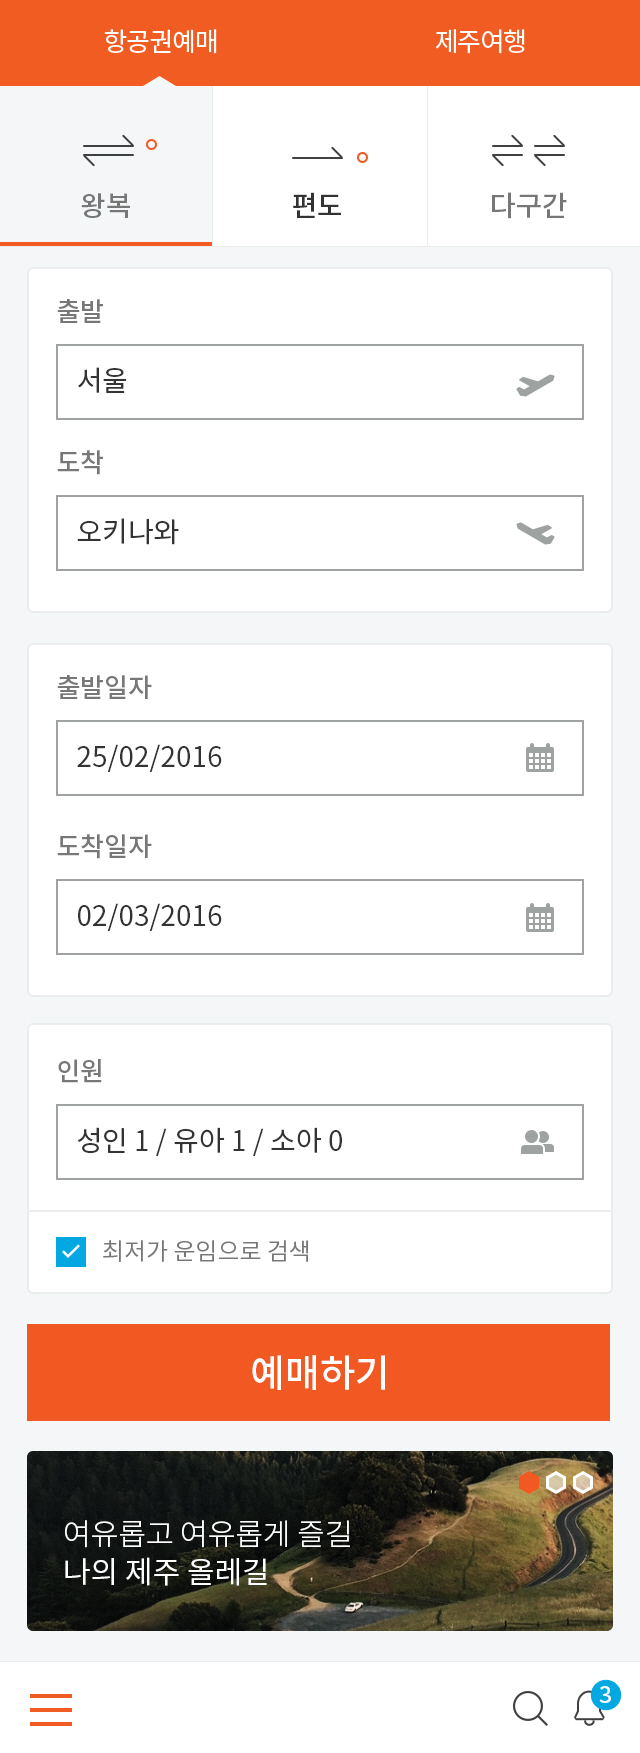 항공권예매 제주여행
왕복 편도 다구간
출발
서울
도착
오키나와
출발일자
25/02/2016
도착일자
02/03/2016
인원
성인 1 / 유아 1 / 소아 0
최저가 운임으로 검색
예매하기
여유롭고 여유롭게 즐길
나의 제주 올레길
3